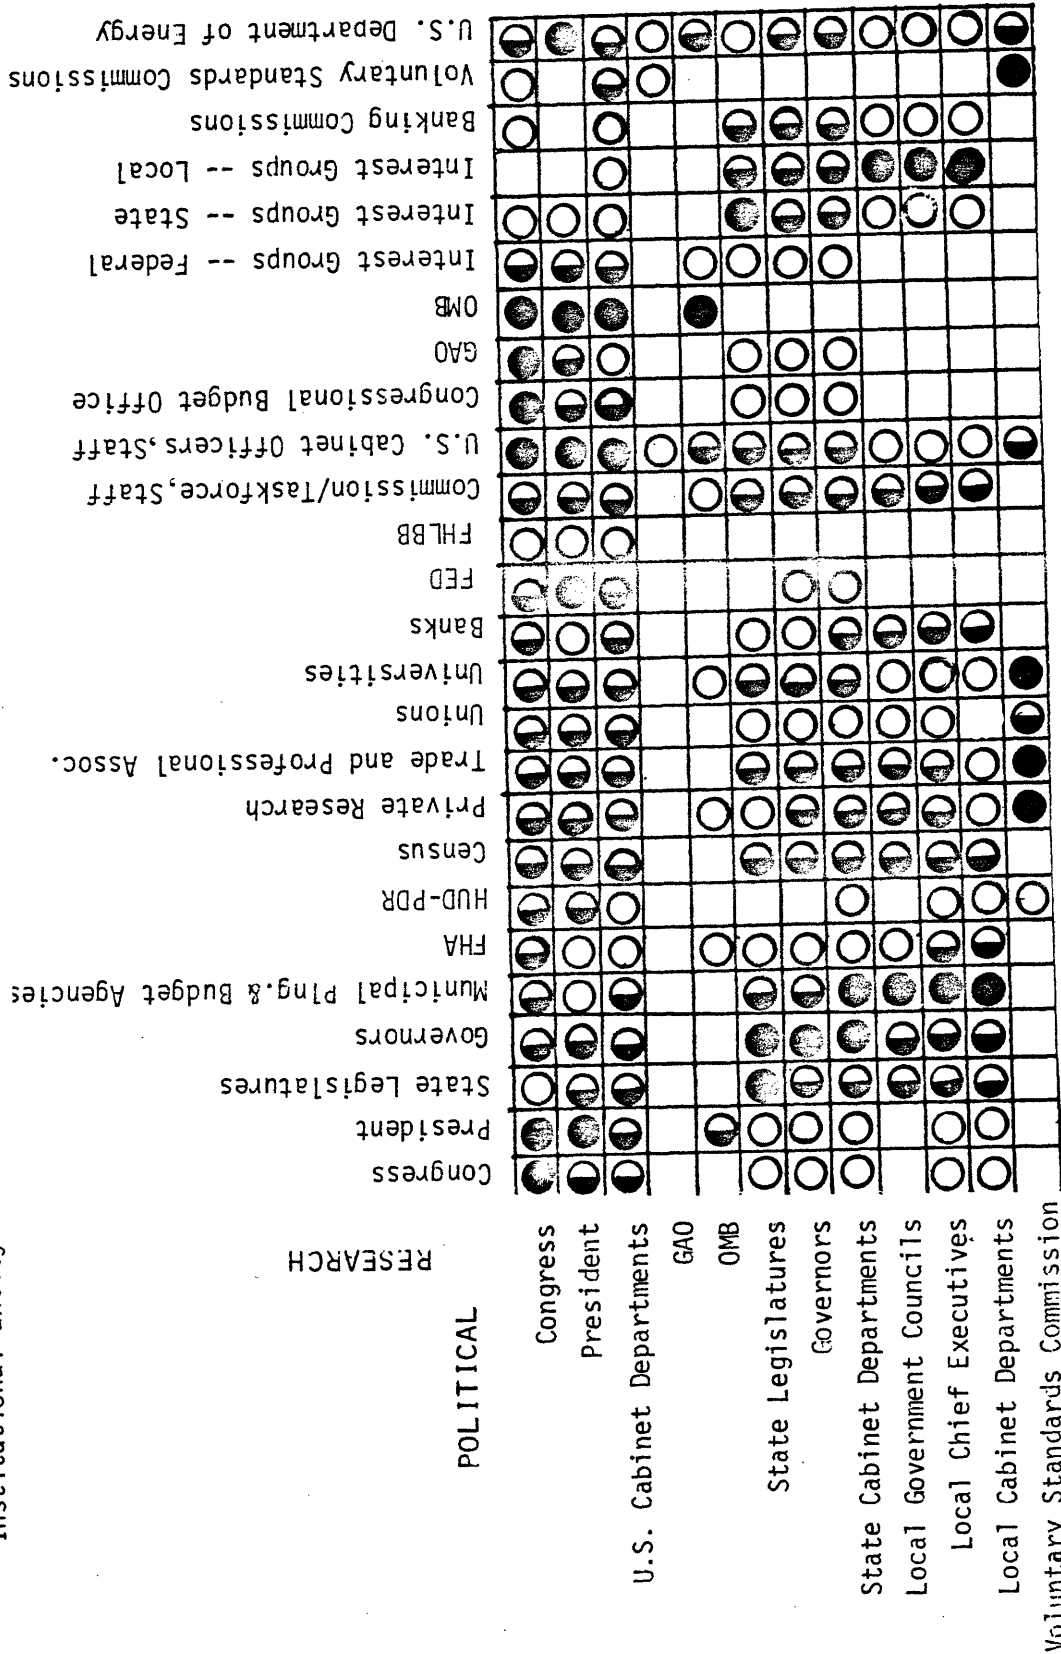 RESEARCH
U.S. Department of Energy
Voluntary Standards Commissions
Banking Commissions
Interest Groups -- Local
Interest Groups -- State
Interest Groups -- Federal
OMB
GAO
Congressional Budget Office
U.S. Cabinet Officers,Staff
Commission/Taskforce,Staff
FHLBB
FED
Banks
Universities
Unions
Trade and Professional Assoc.
Private Research
Census
HUD-PDR
FHA
Municipal Plng.& Budget Agencies
Governors
State Legislatures
President
Congress
POLITICAL
Congress
President
U.S. Cabinet Departments
GAO
OMB
State Legislatures
Governors
State Cabinet Departments
Local Government Councils
Local Chief Executives
Local Cabinet Departments
Voluntary Standards Commission